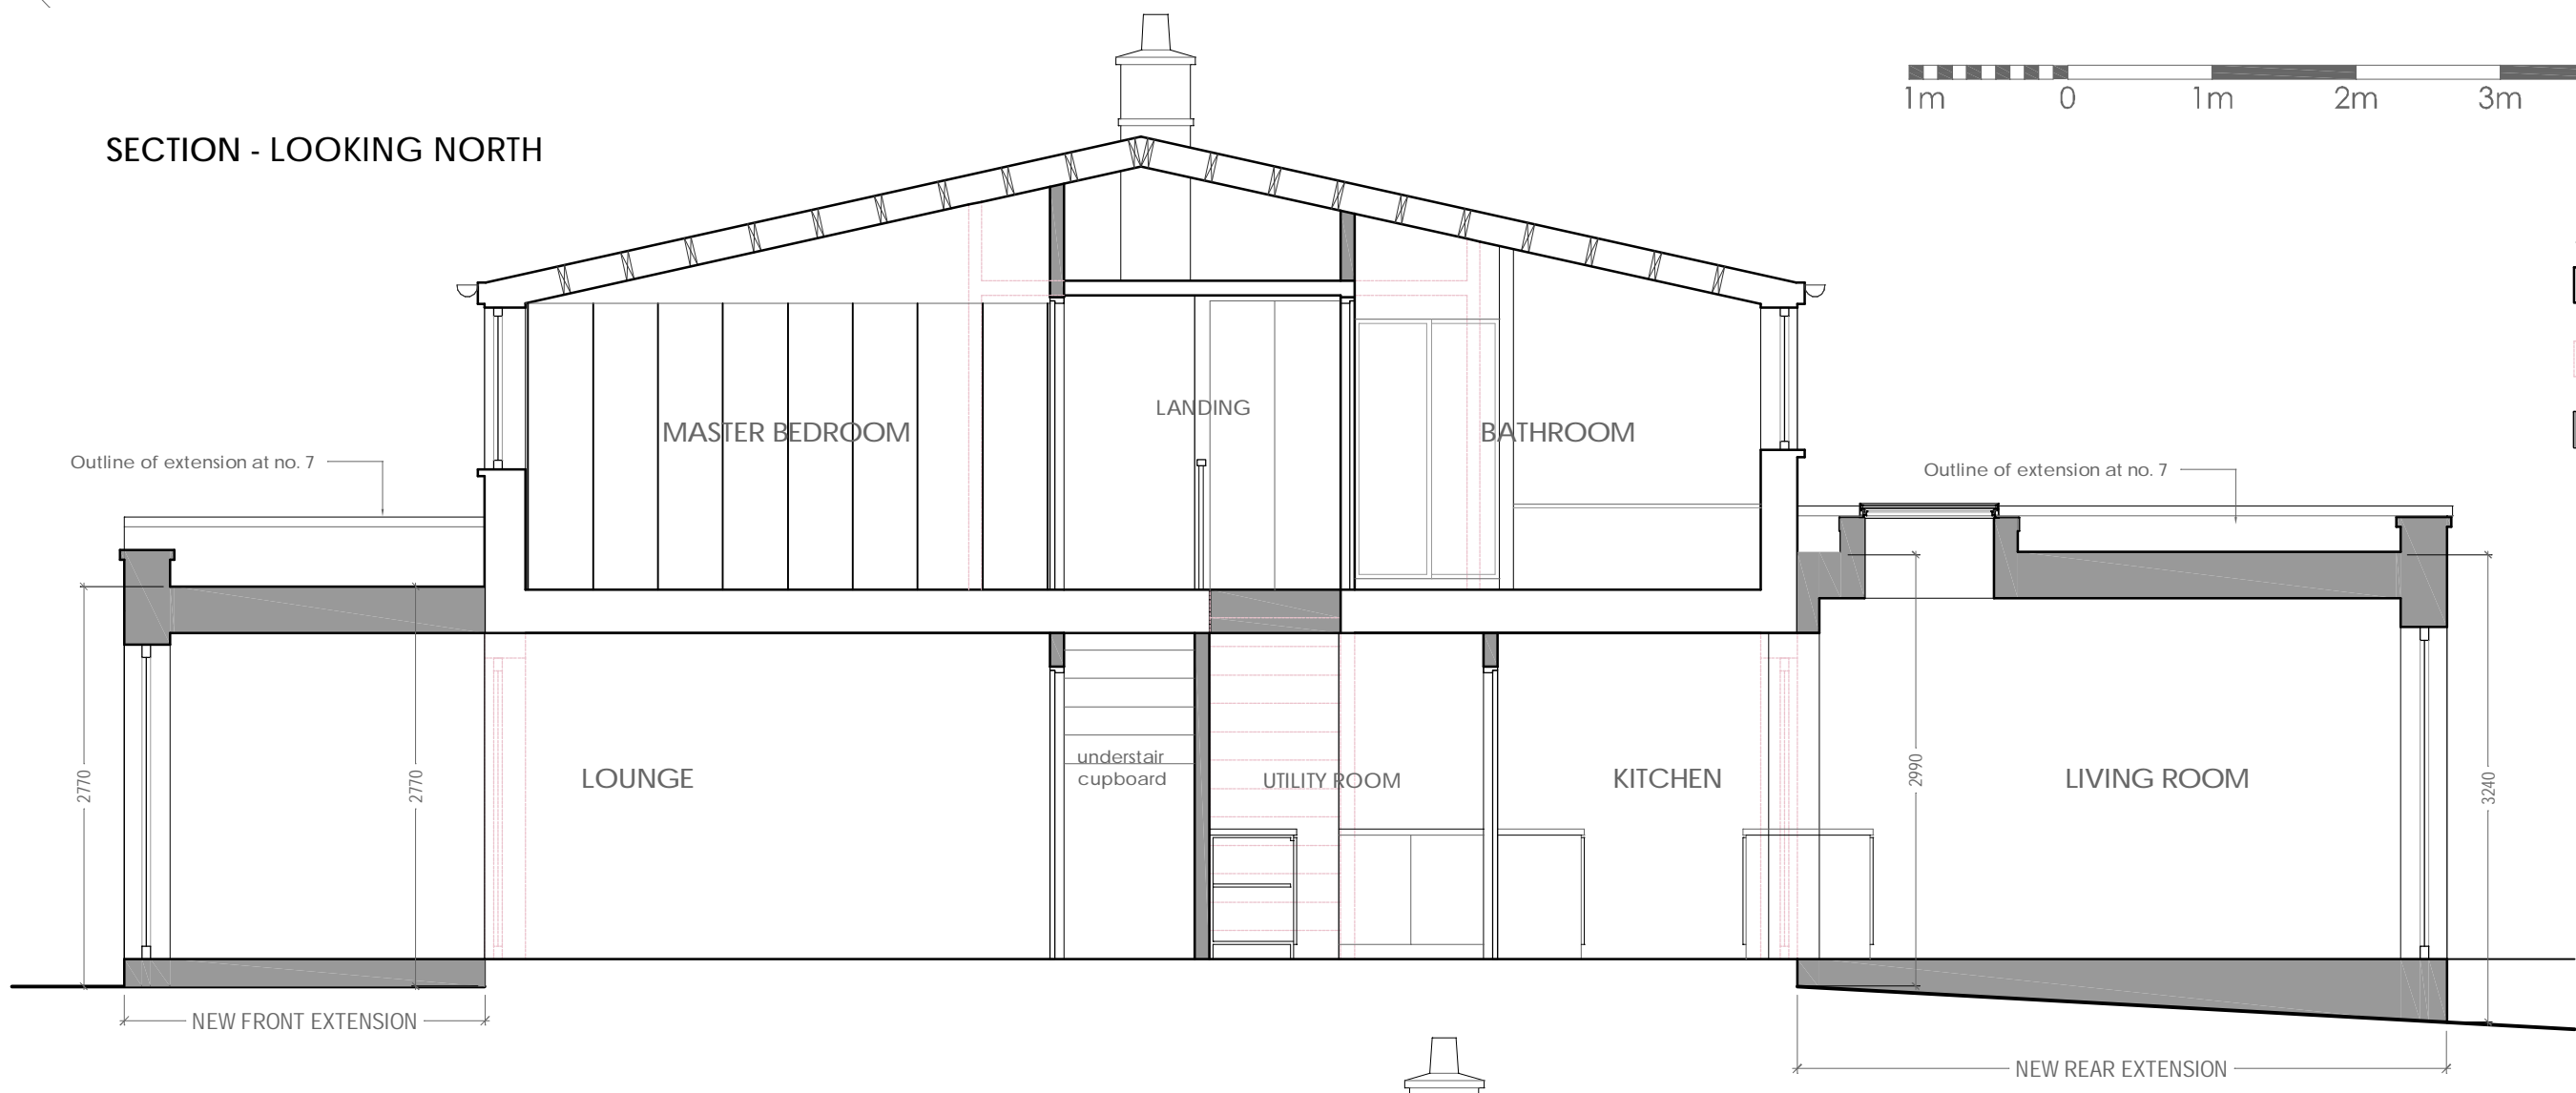 1m 0 1m 2m 3m
SECTION - LOOKING NORTH
LANDING
MASTER BEDROOM
BATHROOM
Outline of extension at no. 7
Outline of extension at no. 7
understair
cupboard
LOUNGE
UTILITY ROOM
KITCHEN
LIVING ROOM
2770
2770
2990
3240
NEW FRONT EXTENSION
NEW REAR EXTENSION